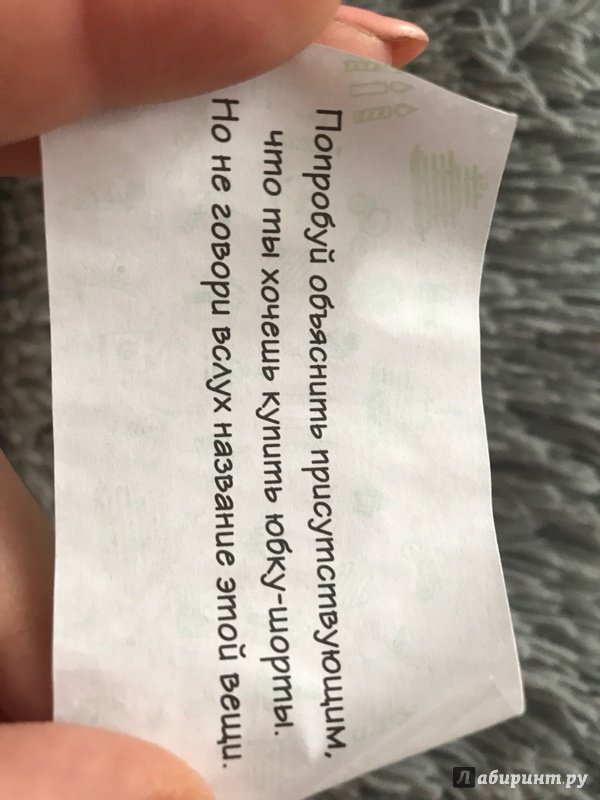 Попробуй объяснить присутствующим,
что ты хочешь купить юбку-шорты.
Но не говори вслух название этой вещи.
Лабиринт.ру